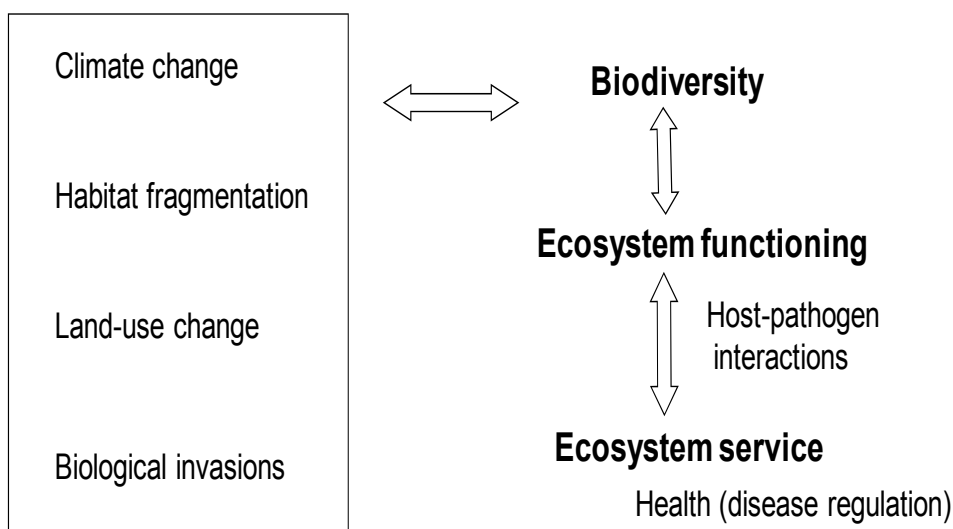 Climate change
Habitat fragmentation
Land-use change
Biological invasions
Biodiversity
Ecosystem functioning
Host-pathogen
interactions
Ecosystem service
Health (disease regulation)